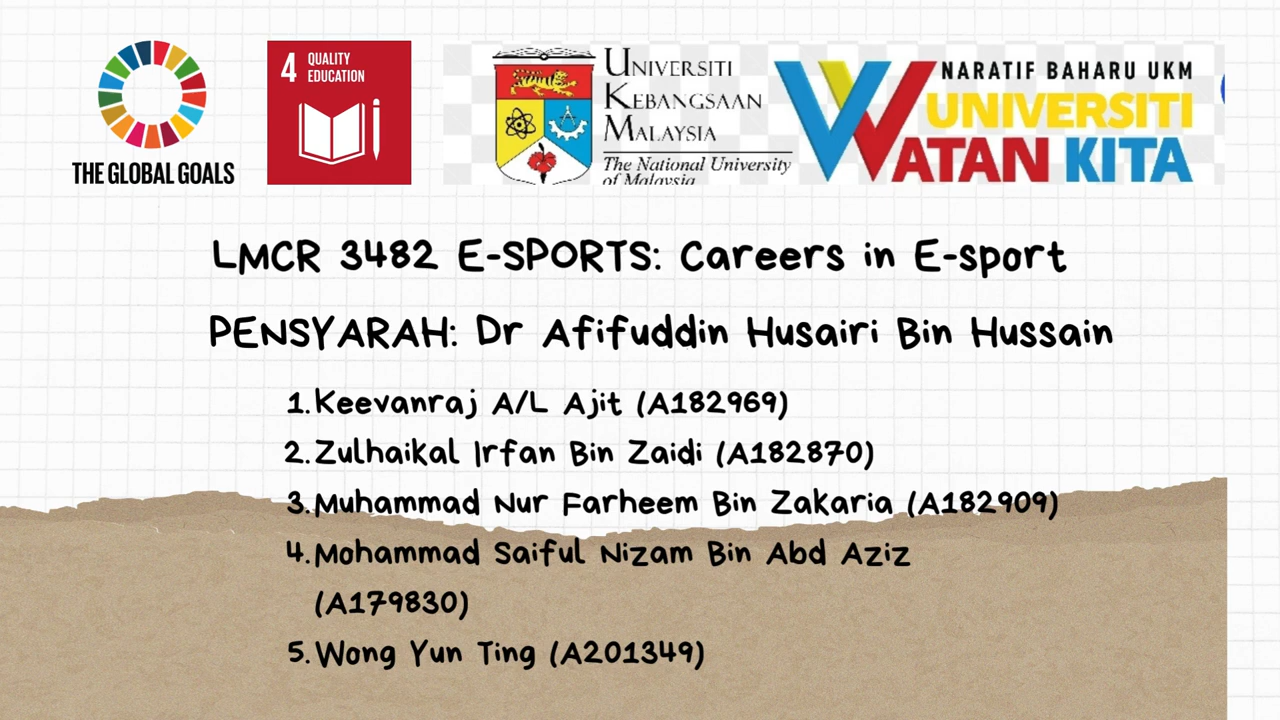 THE GLOBAL GOALS
4 QUALITY
EDUCATION
UNIVERSITI
KEBANGSAAN
MALAYSIA
The National University
of Malaysia
NARATIF BAHARU UKM
UNIVERSITI
WATAN KITA
LMCR 3482 E-SPORTS: Careers in E-sport
PENSYARAH: Dr Afifuddin Husairi Bin Hussain
1. Keevanraj A/L Ajit (A182969)
2. Zulhaikal Irfan Bin Zaidi (A182870)
3. Muhammad Nur Farheem Bin Zakaria (A182909)
4. Mohammad Saiful Nizam Bin Abd Aziz
(A179830)
5. Wong Yun Ting (A201349)